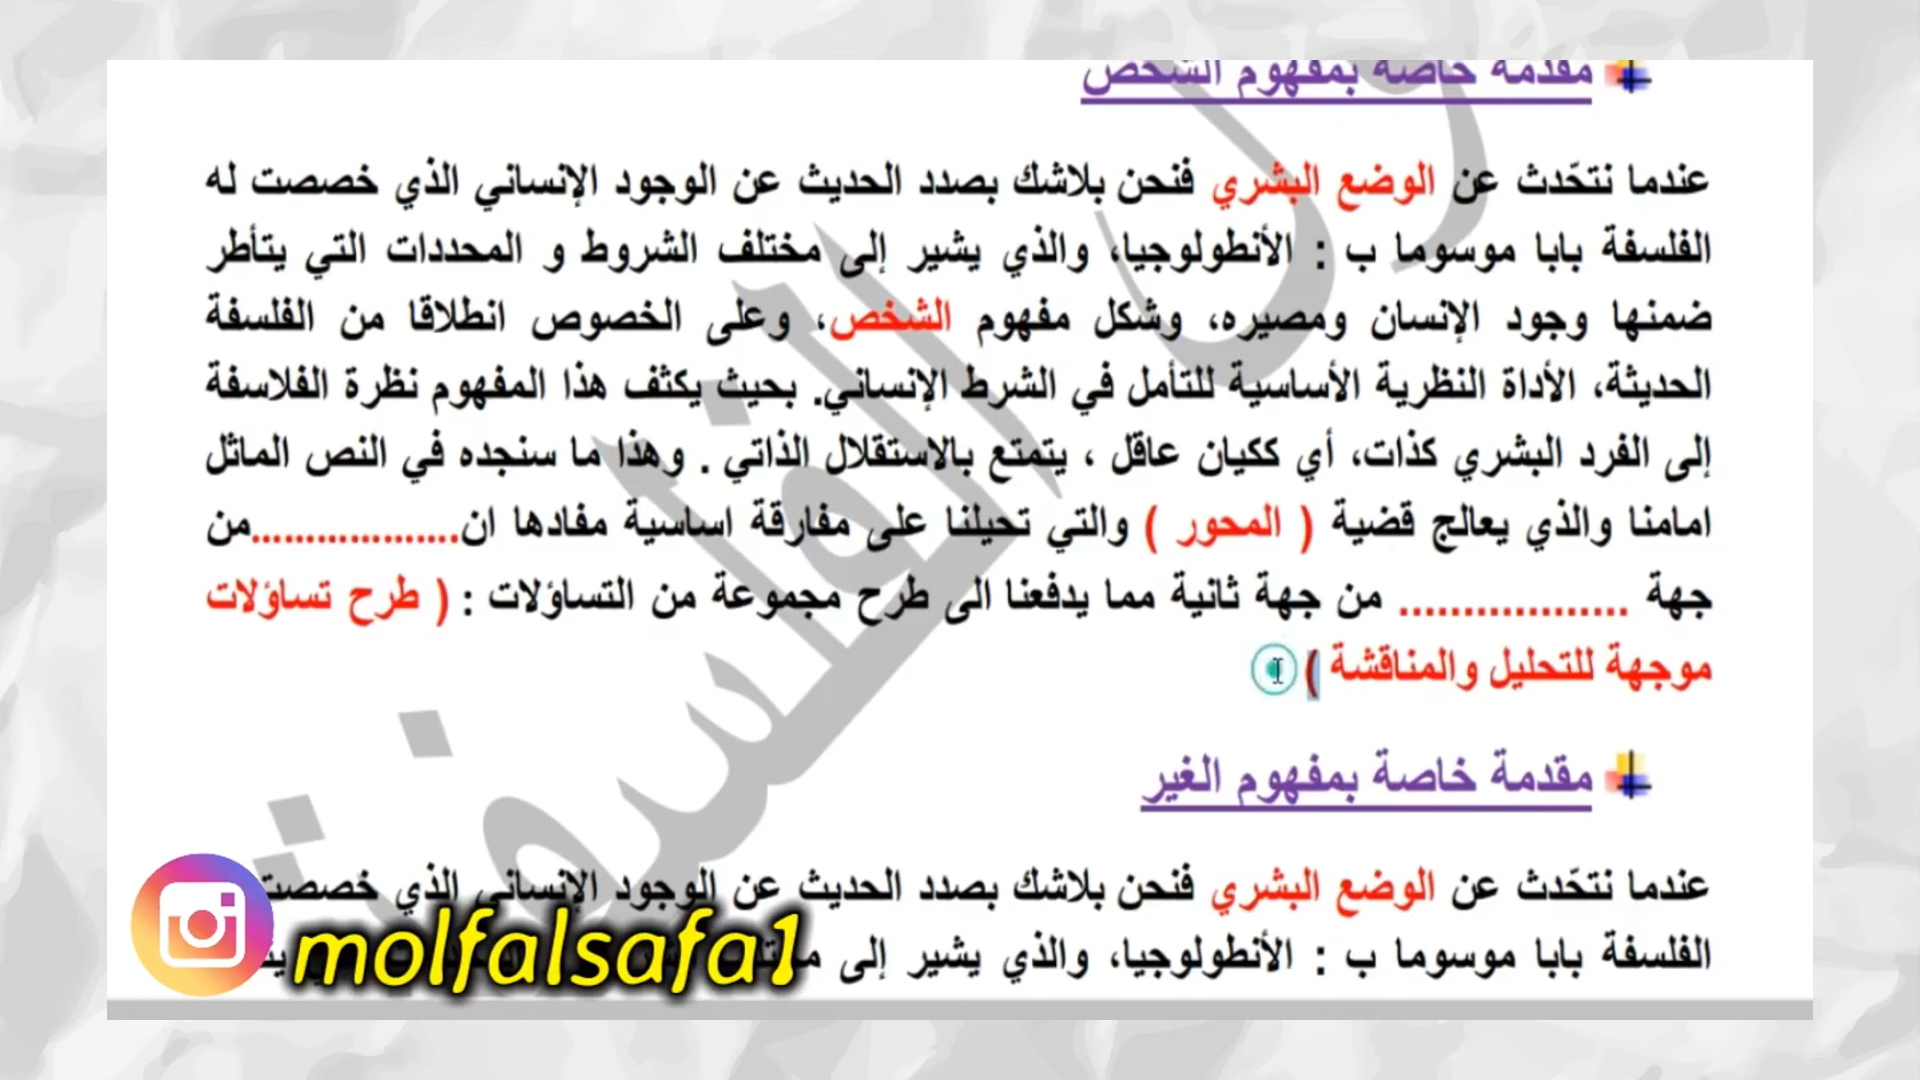 مقدمة خاصة بمفهوم الشخص
عندما نتحّدث عن الوضع البشري فنحن بلاشك بصدد الحديث عن الوجود الإنساني الذي خصصت له
الفلسفة بابا موسوما ب : الأنطولوجيا، والذي يشير إلى مختلف الشروط و المحددات التي يتأطر
ضمنها وجود الإنسان ومصيره، وشكل مفهوم الشخص، وعلى الخصوص انطلاقا من الفلسفة
الحديثة، الأداة النظرية الأساسية للتأمل في الشرط الإنساني. بحيث يكثف هذا المفهوم نظرة الفلاسفة
إلى الفرد البشري كذات، أي ككيان عاقل ، يتمتع بالاستقلال الذاتي . وهذا ما سنجده في النص الماثل
امامنا والذي يعالج قضية ( المحور ) والتي تحيلنا على مفارقة اساسية مفادها ان..................من
جهة .................. من جهة ثانية مما يدفعنا الى طرح مجموعة من التساؤلات : ( طرح تساؤلات
موجهة للتحليل والمناقشة )
مقدمة خاصة بمفهوم الغير
عندما نتحّدث عن الوضع البشري فنحن بلاشك بصدد الحديث عن الوجود الإنساني الذي خصصت
الفلسفة بابا موسوما ب : الأنطولوجيا، والذي يشير إلى
molfalsafa1